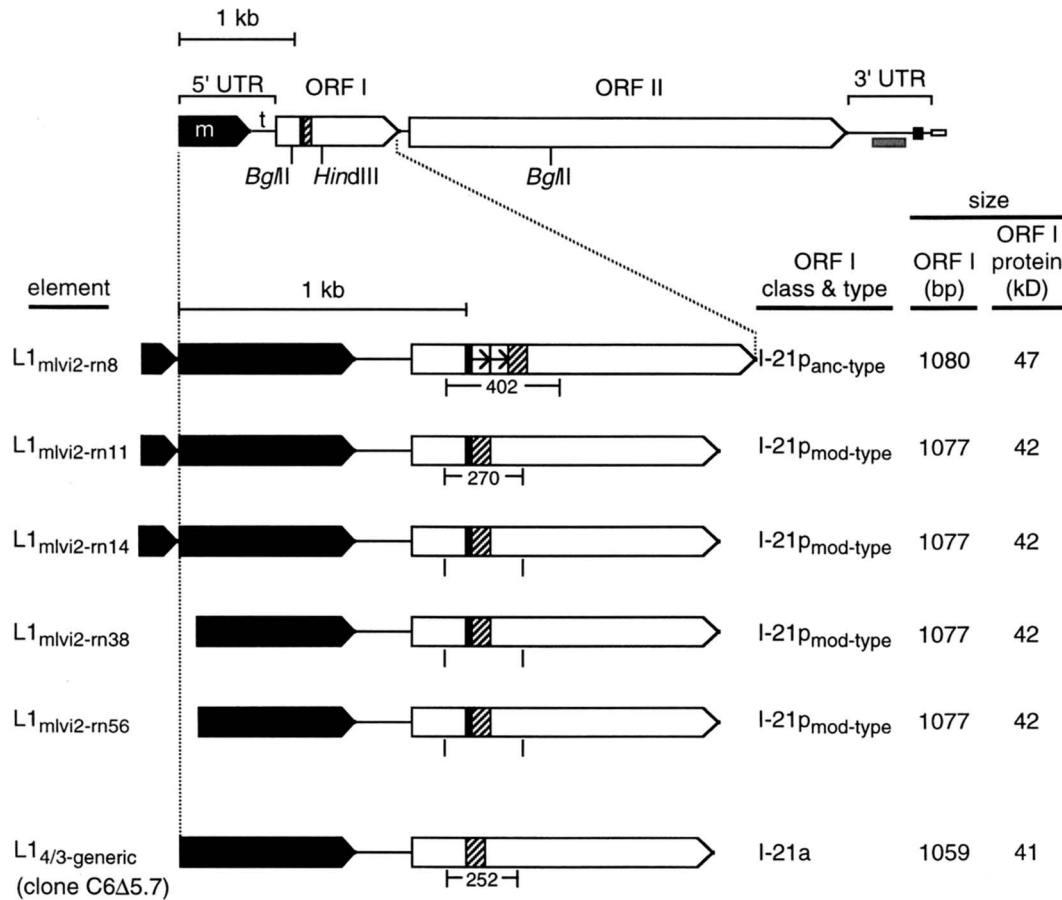 1 kb
5' UTR
ORF I
ORF II
3' UTR
m
t
BglII
HindIII
BglII
size
element
1 kb
ORF I
class & type
ORF I
(bp)
ORF I
protein
(kD)
L1mlvi2-rn8
402
I-21panc-type
1080
47
L1mlvi2-rn11
270
I-21pmod-type
1077
42
L1mlvi2-rn14
I-21pmod-type
1077
42
L1mlvi2-rn38
I-21pmod-type
1077
42
L1mlvi2-rn56
I-21pmod-type
1077
42
L14/3-generic
(clone C6Δ5.7)
252
I-21a
1059
41